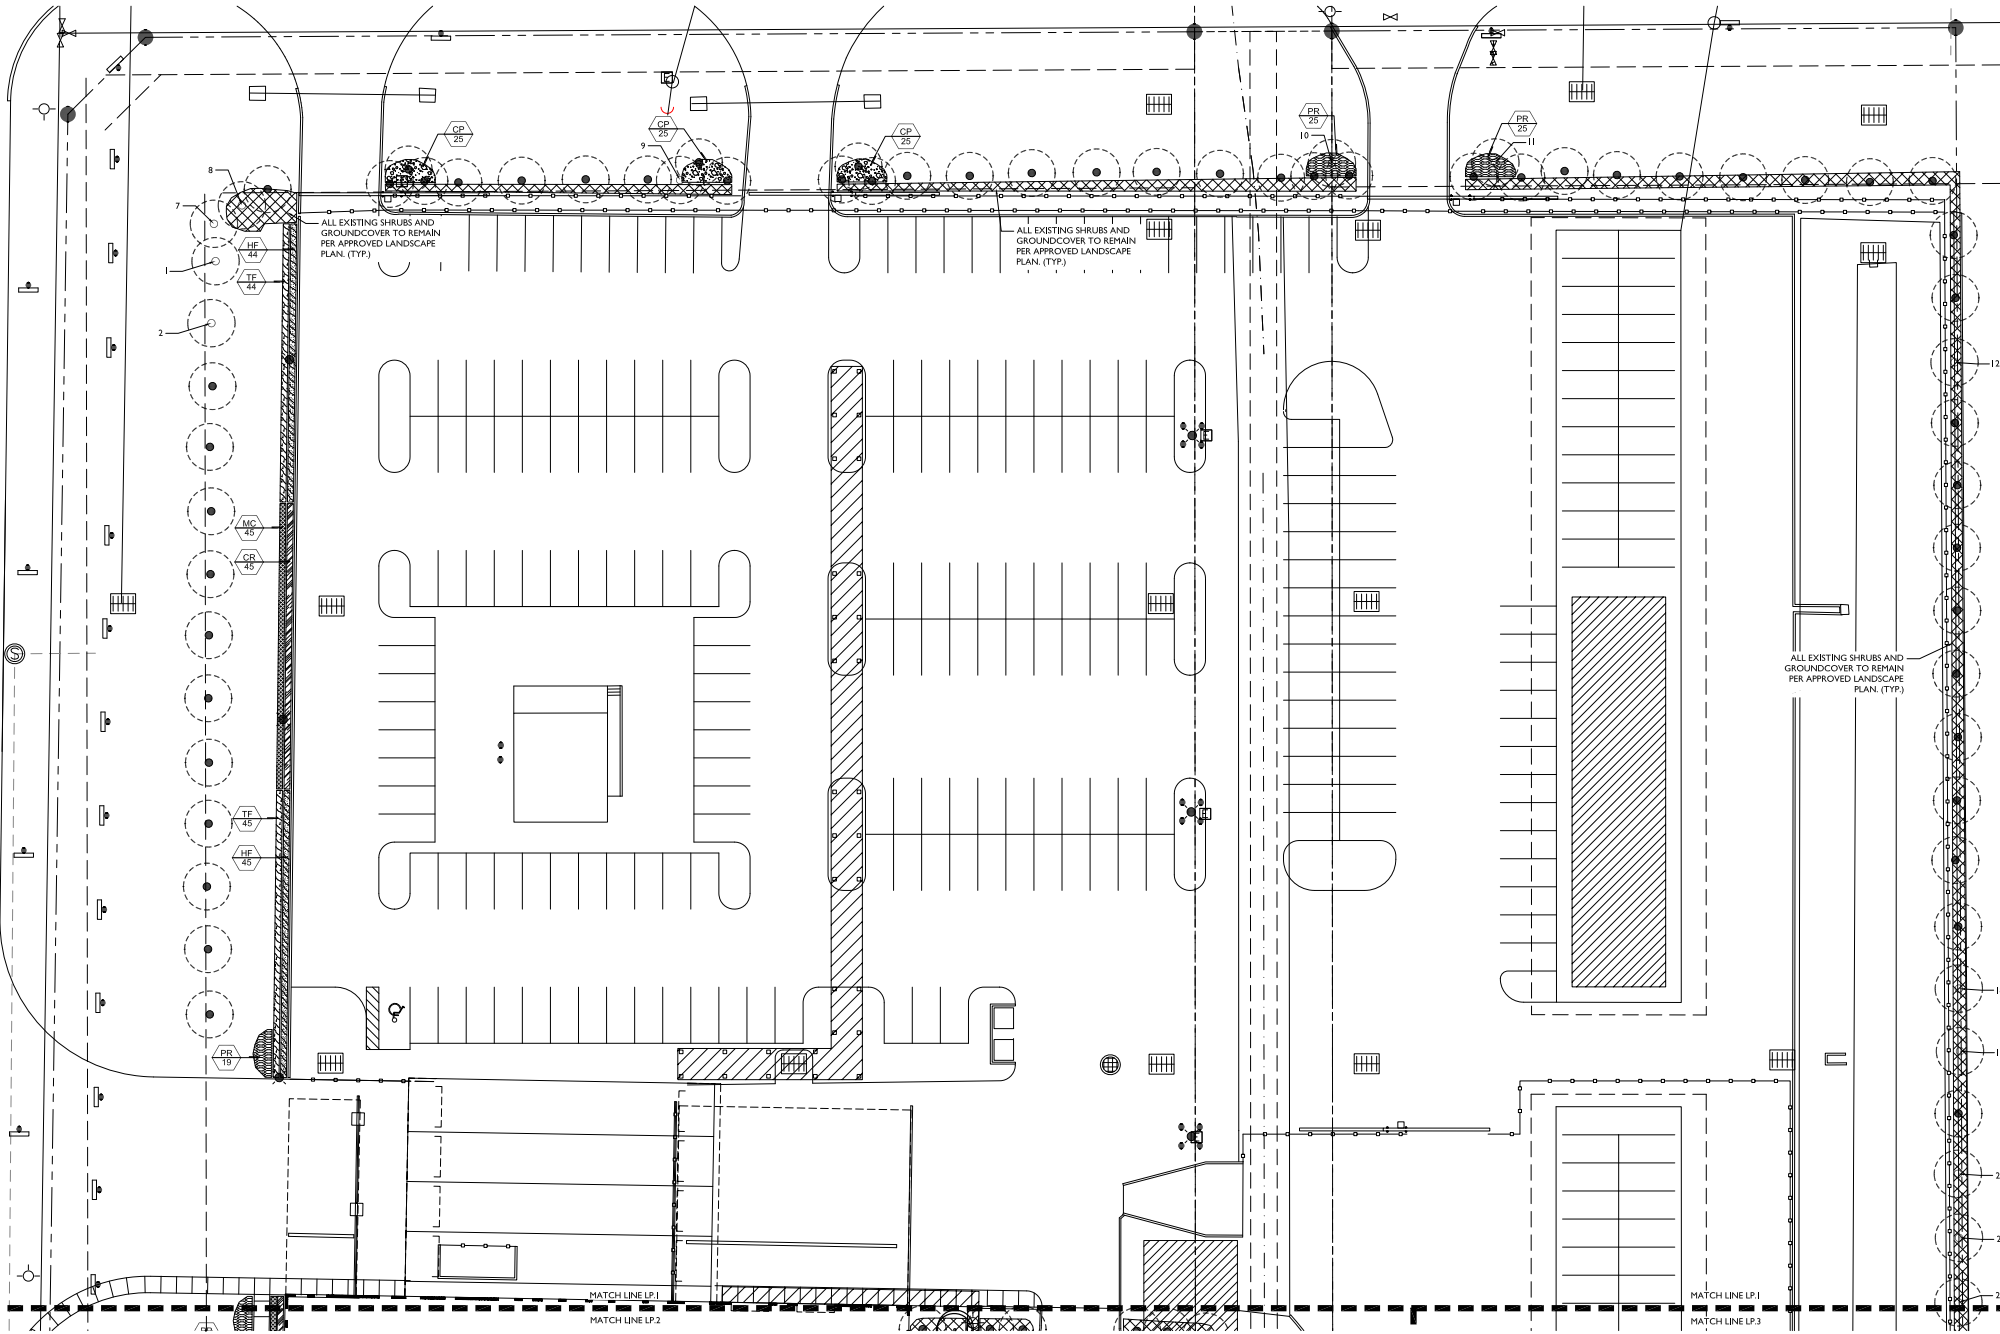 CP
25
CP
25
CP
25
PR
25
PR
25
9
10
11
8
7
HF
44
ALL EXISTING SHRUBS AND
GROUNDCOVER TO REMAIN
PER APPROVED LANDSCAPE
PLAN. (TYP.)
ALL EXISTING SHRUBS AND
GROUNDCOVER TO REMAIN
PER APPROVED LANDSCAPE
PLAN. (TYP.)
1
TF
44
2
12
MC
45
CR
45
S
ALL EXISTING SHRUBS AND
GROUNDCOVER TO REMAIN
PER APPROVED LANDSCAPE
PLAN. (TYP.)
TF
45
HF
45
PR
19
MATCH LINE LP.1
MATCH LINE LP.2
MATCH LINE LP.1
MATCH LINE LP.3